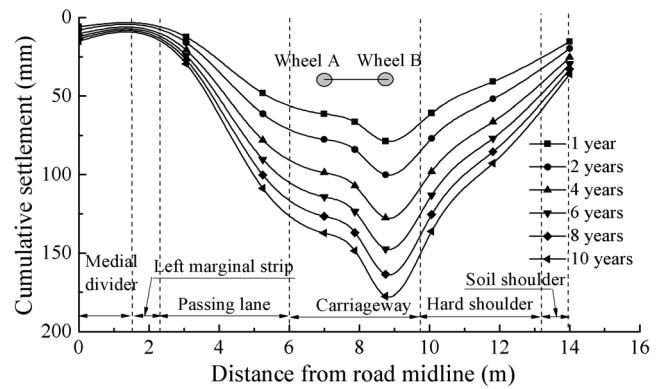 0
50
100
150
200
Cumulative settlement (mm)
Wheel A Wheel B
1 year
2 years
4 years
6 years
8 years
10 years
Medial
divider
Left marginal strip
Passing lane
Carriageway
Hard shoulder
Soil shoulder
0 2 4 6 8 10 12 14 16
Distance from road midline (m)